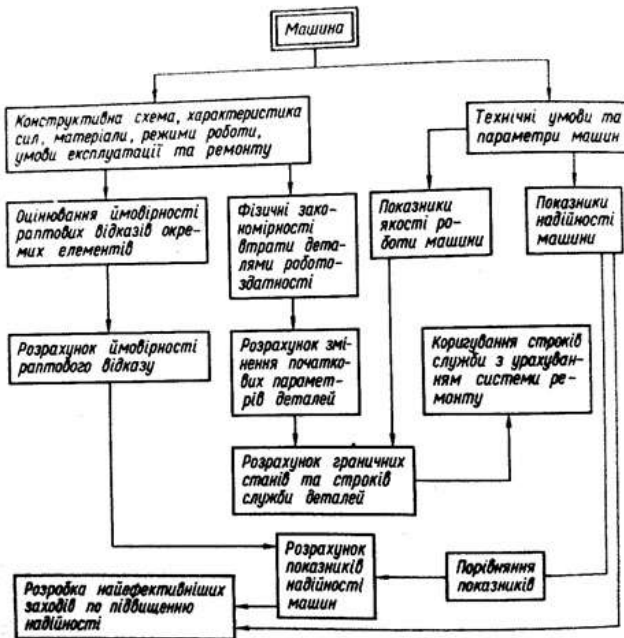 Машина
Конструктивна схема, характеристика
сил, матеріали, режими роботи,
умови експлуатації та ремонту
Технічні умови та
параметри машин
Оцінювання ймовірності
раптових відказів окре-
мих елементів
Фізичні зако-
номірності
втрати дета-
лями робото-
здатності
Показники
якості ро-
боти машини
Показники
надійності
машини
Розрахунок ймовірності
раптового відказу
Розрахунок змі-
нення початко-
вих парамет-
рів деталей
Коригування строків
служби з урахуван-
ням системи ре-
монту
Розрахунок граничних
станів та строків
служби деталей
Розрахунок
показників
надійності
машин
Порівняння
показників
Розробка найефективніших
заходів по підвищенню
надійності